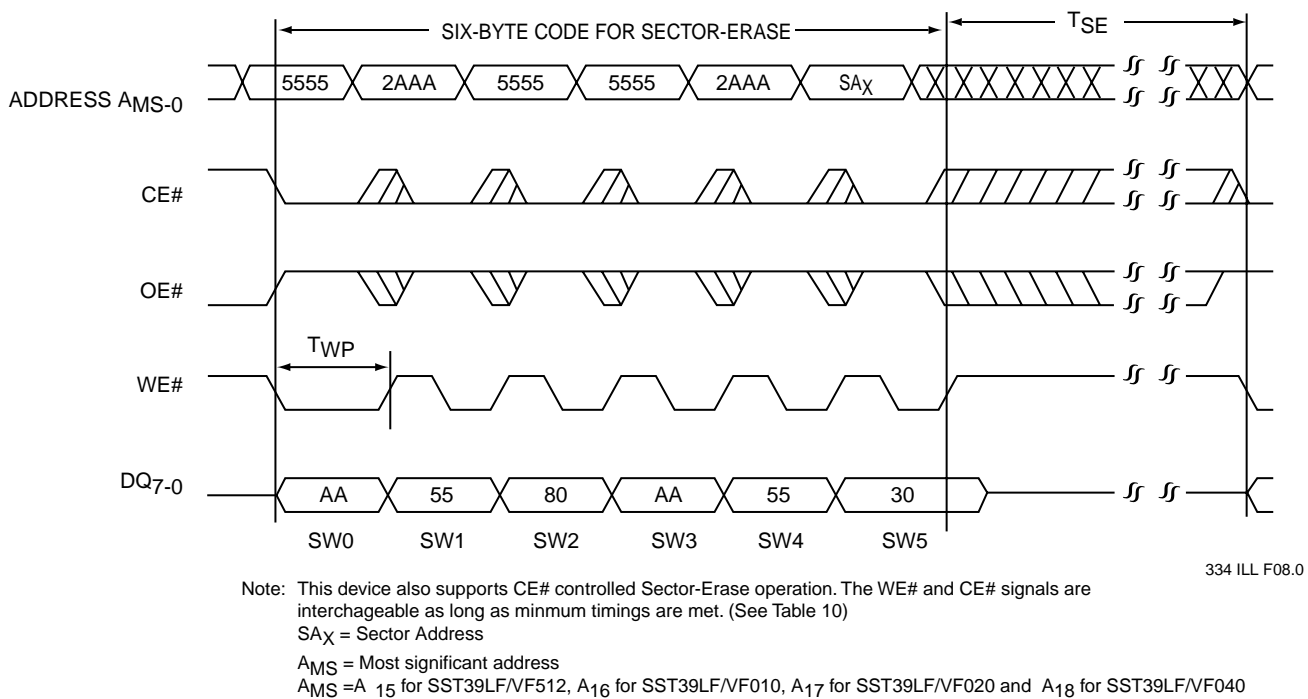 SIX-BYTE CODE FOR SECTOR-ERASE
TSE
ADDRESS AMS-0
5555 2AAA 5555 5555 2AAA SAX
CE#
OE#
TWP
WE#
DQ7-0
AA 55 80 AA 55 30
SW0 SW1 SW2 SW3 SW4 SW5
334 ILL F08.0
Note: This device also supports CE# controlled Sector-Erase operation. The WE# and CE# signals are
interchageable as long as minmum timings are met. (See Table 10)
SAX = Sector Address
AMS = Most significant address
AMS =A 15 for SST39LF/VF512, A16 for SST39LF/VF010, A17 for SST39LF/VF020 and A18 for SST39LF/VF040